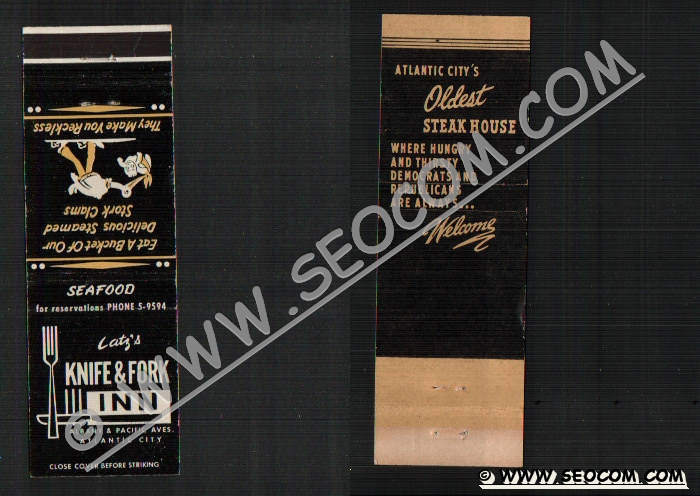 They Make You Reckless
Eat A Bucket Of Our
Delicious Steamed
Stork Clams
SEAFOOD
for reservations PHONE 5-9594
Latz's
KNIFE & FORK
INN
ALBANY & PACIFIC AVES.
ATLANTIC CITY
CLOSE COVER BEFORE STRIKING
ATLANTIC CITY'S
Oldest
STEAK HOUSE
WHERE HUNGRY
AND THIRSTY
DEMOCRATS AND
REPUBLICANS
ARE ALWAYS...
Welcome
© WWW.SEOCOM.COM
© WWW.SEOCOM.COM